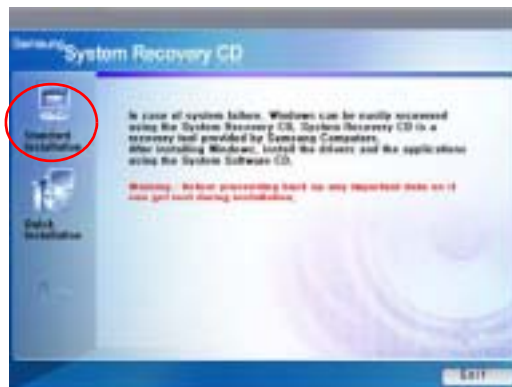 Samsung System Recovery CD
Standard
Installation
Quick
Installation
In case of system failure, Windows can be easily recovered
using the System Recovery CD. System Recovery CD is a
recovery tool provided by Samsung Computers.
After installing Windows, install the drivers and the applications
using the System Software CD.
Warning: Before proceeding back up any important data as it
can get lost during installation.
Exit